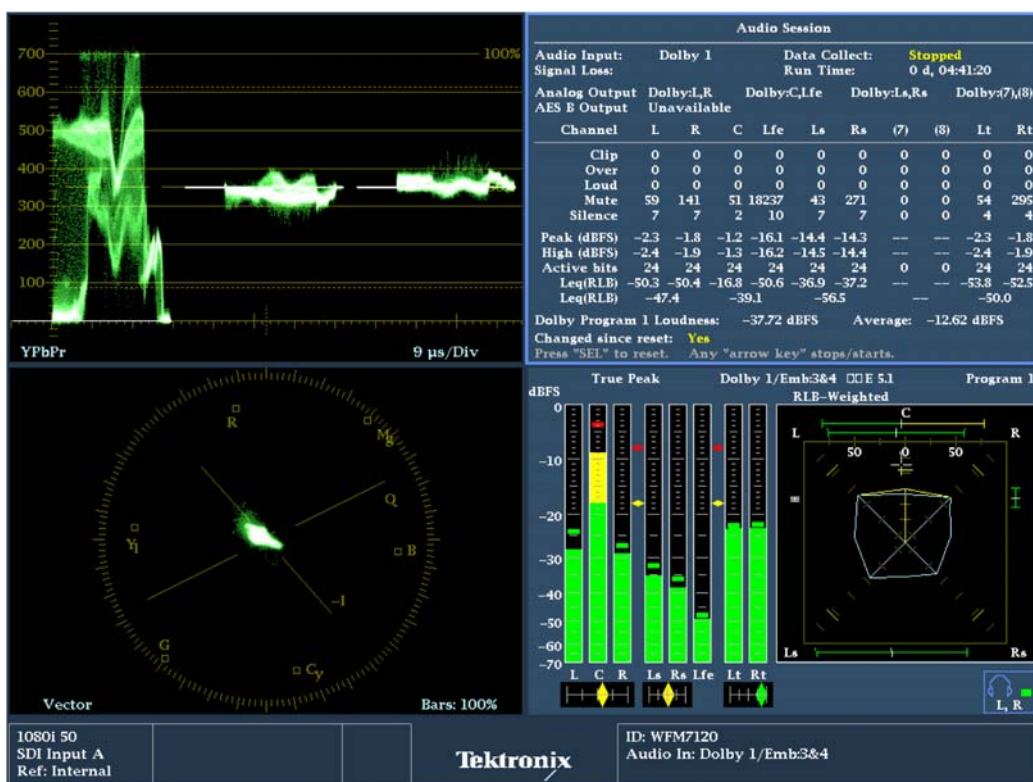 700
100%
600
500
400
300
200
100
0
YPbPr
9 µs/Div
Audio Session
Audio Input: Dolby 1 Data Collect: Stopped
Signal Loss: Run Time: 0 d, 04:41:20
Analog Output Dolby:L,R Dolby:C,Lfe Dolby:Ls,Rs Dolby:(7),(8)
AES B Output Unavailable
Channel L R C Lfe Ls Rs (7) (8) Lt Rt
Clip 0 0 0 0 0 0 0 0 0 0
Over 0 0 0 0 0 0 0 0 0 0
Loud 0 0 0 0 0 0 0 0 0 0
Mute 59 141 51 18237 43 271 0 0 54 295
Silence 7 7 2 10 7 7 0 0 4 4
Peak (dBFS) -2.3 -1.8 -1.2 -16.1 -14.4 -14.3 -- -- -2.3 -1.8
High (dBFS) -2.4 -1.9 -1.3 -16.2 -14.5 -14.4 -- -- -2.4 -1.9
Active bits 24 24 24 24 24 24 0 0 24 24
Leq(RLB) -50.3 -50.4 -16.8 -50.6 -36.9 -37.2 -- -- -53.8 -52.5
Leq(RLB) -47.4 -39.1 -56.5 -- -50.0
Dolby Program 1 Loudness: -37.72 dBFS Average: -12.62 dBFS
Changed since reset: Yes
Press "SEL" to reset. Any "arrow key" stops/starts.
R
Mg
Q
B
-I
Cy
G
Yl
Vector
Bars: 100%
True Peak Dolby 1/Emb:3&4 E 5.1 Program 1
dBFS
RLB-Weighted
0
-10
-20
-30
-40
-50
-60
-70
L C R Ls Rs Lfe Lt Rt
C
L
R
50 0 50
Ls
Rs
L, R
1080i 50
SDI Input A
Ref: Internal
Tektronix
ID: WFM7120
Audio In: Dolby 1/Emb:3&4